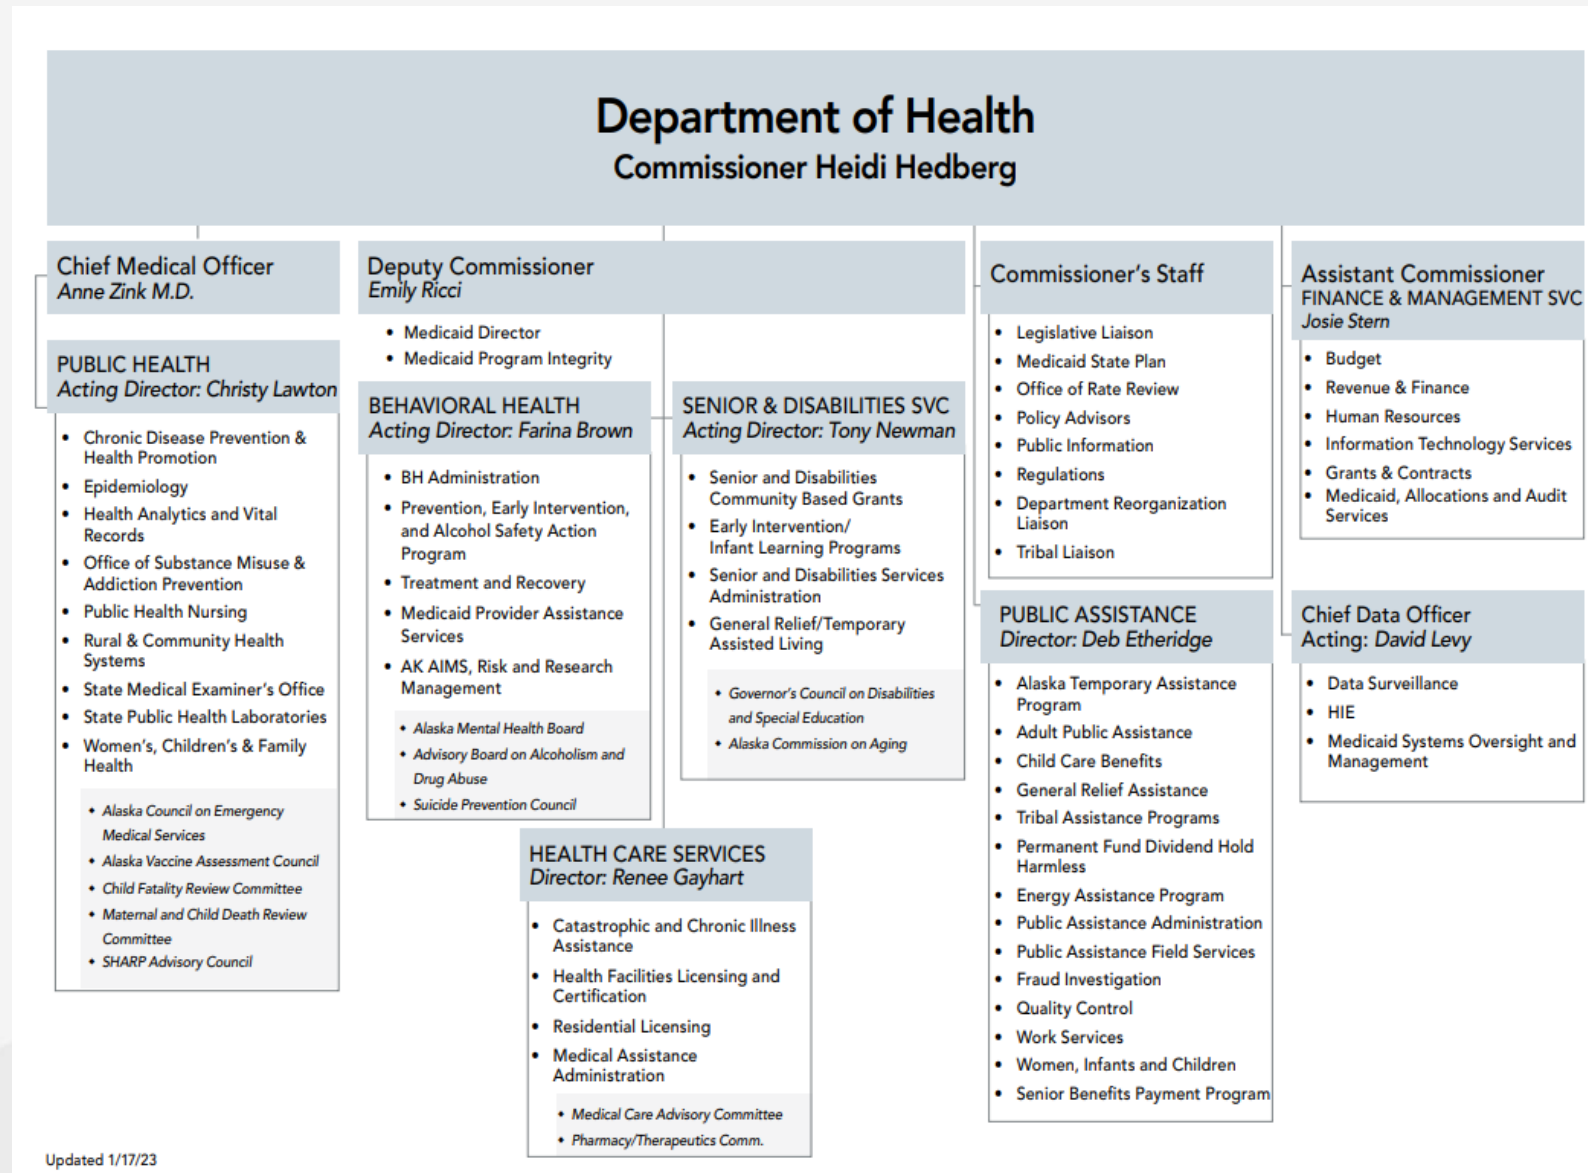 Department of Health
Commissioner Heidi Hedberg
Chief Medical Officer
Anne Zink M.D.
PUBLIC HEALTH
Acting Director: Christy Lawton
• Chronic Disease Prevention &
Health Promotion
• Epidemiology
• Health Analytics and Vital
Records
• Office of Substance Misuse &
Addiction Prevention
• Public Health Nursing
• Rural & Community Health
Systems
• State Medical Examiner's Office
• State Public Health Laboratories
• Women's, Children's & Family
Health
• Alaska Council on Emergency
Medical Services
• Alaska Vaccine Assessment Council
• Child Fatality Review Committee
• Maternal and Child Death Review
Committee
• SHARP Advisory Council
Deputy Commissioner
Emily Ricci
• Medicaid Director
• Medicaid Program Integrity
BEHAVIORAL HEALTH
Acting Director: Farina Brown
• BH Administration
• Prevention, Early Intervention,
and Alcohol Safety Action
Program
• Treatment and Recovery
• Medicaid Provider Assistance
Services
• AK AIMS, Risk and Research
Management
• Alaska Mental Health Board
• Advisory Board on Alcoholism and
Drug Abuse
• Suicide Prevention Council
SENIOR & DISABILITIES SVC
Acting Director: Tony Newman
• Senior and Disabilities
Community Based Grants
• Early Intervention/
Infant Learning Programs
• Senior and Disabilities Services
Administration
• General Relief/Temporary
Assisted Living
• Governor's Council on Disabilities
and Special Education
• Alaska Commission on Aging
HEALTH CARE SERVICES
Director: Renee Gayhart
• Catastrophic and Chronic Illness
Assistance
• Health Facilities Licensing and
Certification
• Residential Licensing
• Medical Assistance
Administration
• Medical Care Advisory Committee
• Pharmacy/Therapeutics Comm.
Commissioner's Staff
• Legislative Liaison
• Medicaid State Plan
• Office of Rate Review
• Policy Advisors
• Public Information
• Regulations
• Department Reorganization
Liaison
• Tribal Liaison
PUBLIC ASSISTANCE
Director: Deb Etheridge
• Alaska Temporary Assistance
Program
• Adult Public Assistance
• Child Care Benefits
• General Relief Assistance
• Tribal Assistance Programs
• Permanent Fund Dividend Hold
Harmless
• Energy Assistance Program
• Public Assistance Administration
• Public Assistance Field Services
• Fraud Investigation
• Quality Control
• Work Services
• Women, Infants and Children
• Senior Benefits Payment Program
Assistant Commissioner
FINANCE & MANAGEMENT SVC
Josie Stern
• Budget
• Revenue & Finance
• Human Resources
• Information Technology Services
• Grants & Contracts
• Medicaid, Allocations and Audit
Services
Chief Data Officer
Acting: David Levy
• Data Surveillance
• HIE
• Medicaid Systems Oversight and
Management
Updated 1/17/23